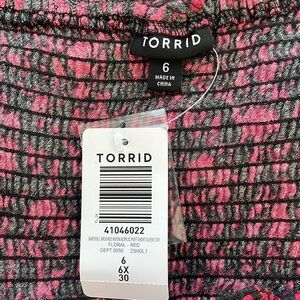 TORRID
6
MADE IN
CHINA
TORRID
41046022
FLORAL - RED
DEPT 0050 23HOL1
6
6X
30